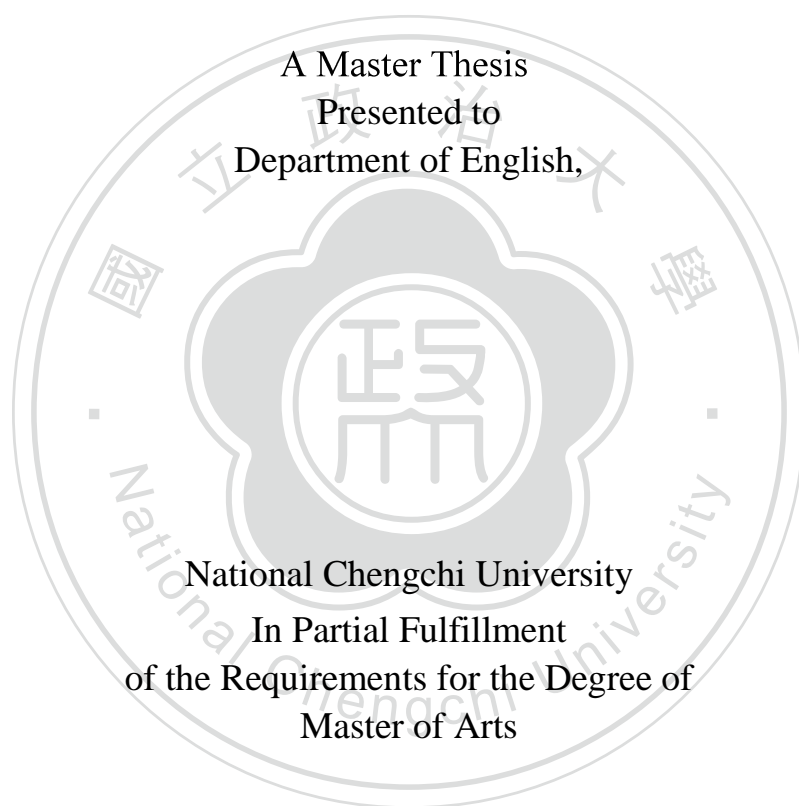 A Master Thesis
Presented to
Department of English,
國立政治大學
National Chengchi University
National Chengchi University
In Partial Fulfillment
of the Requirements for the Degree of
Master of Arts